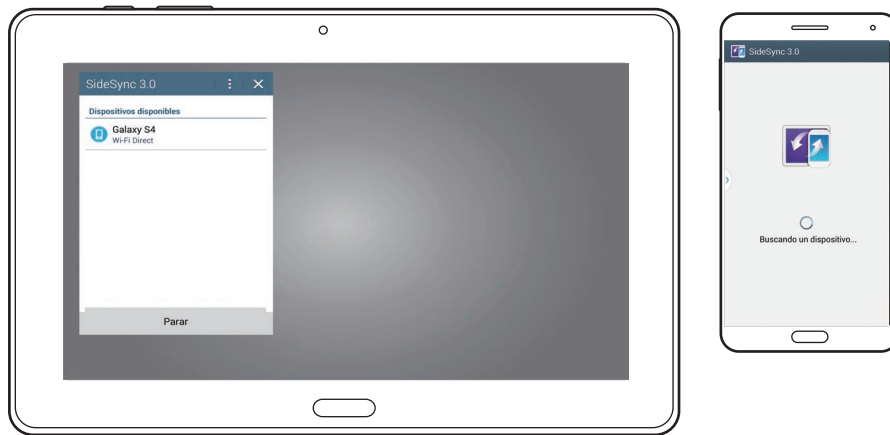 SideSync 3.0
Dispositivos disponibles
Galaxy S4
Wi-Fi Direct
Parar
SideSync 3.0
Buscando un dispositivo...